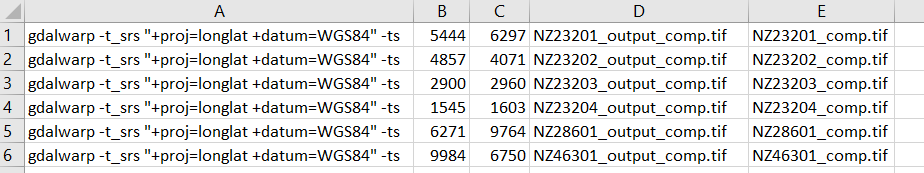 A B C D E
1 gdalwarp -t_srs "+proj=longlat +datum=WGS84" -ts 5444 6297 NZ23201_output_comp.tif NZ23201_comp.tif
2 gdalwarp -t_srs "+proj=longlat +datum=WGS84" -ts 4857 4071 NZ23202_output_comp.tif NZ23202_comp.tif
3 gdalwarp -t_srs "+proj=longlat +datum=WGS84" -ts 2900 2960 NZ23203_output_comp.tif NZ23203_comp.tif
4 gdalwarp -t_srs "+proj=longlat +datum=WGS84" -ts 1545 1603 NZ23204_output_comp.tif NZ23204_comp.tif
5 gdalwarp -t_srs "+proj=longlat +datum=WGS84" -ts 6271 9764 NZ28601_output_comp.tif NZ28601_comp.tif
6 gdalwarp -t_srs "+proj=longlat +datum=WGS84" -ts 9984 6750 NZ46301_output_comp.tif NZ46301_comp.tif